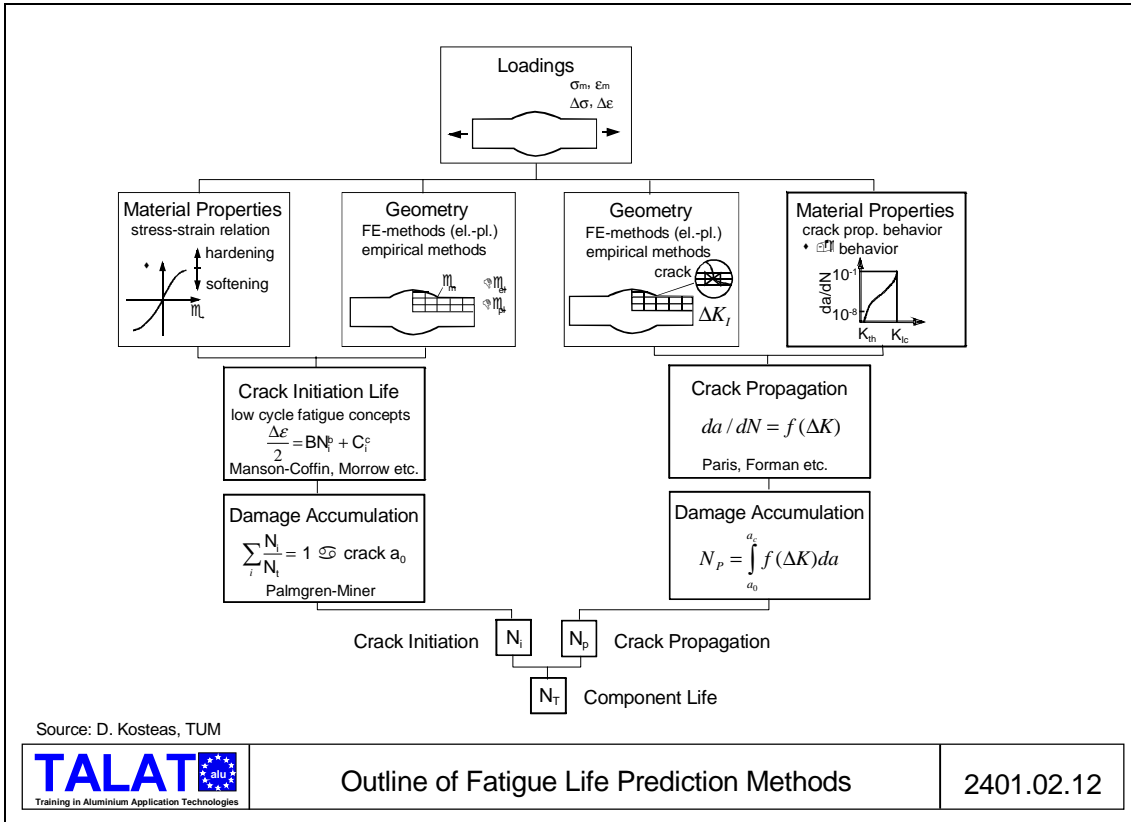 Loadings
σm, εm
Δσ, Δε
Material Properties
stress-strain relation
hardening
softening
Geometry
FE-methods (el.-pl.)
empirical methods
Geometry
FE-methods (el.-pl.)
empirical methods
crack
ΔK_I
Material Properties
crack prop. behavior
behavior
da/dN
10^-1
10^-8
K_th K_Ic
Crack Initiation Life
low cycle fatigue concepts
Δε/2 = BN_i^b + C_i^c
Manson-Coffin, Morrow etc.
Crack Propagation
da / dN = f (ΔK)
Paris, Forman etc.
Damage Accumulation
∑_i N_i/N_t = 1 ♋ crack a_0
Palmgren-Miner
Damage Accumulation
N_P = ∫_{a_0}^{a_c} f (ΔK)da
Crack Initiation N_i N_p Crack Propagation
N_T Component Life
Source: D. Kosteas, TUM
TALAT alu
Training in Aluminium Application Technologies
Outline of Fatigue Life Prediction Methods
2401.02.12